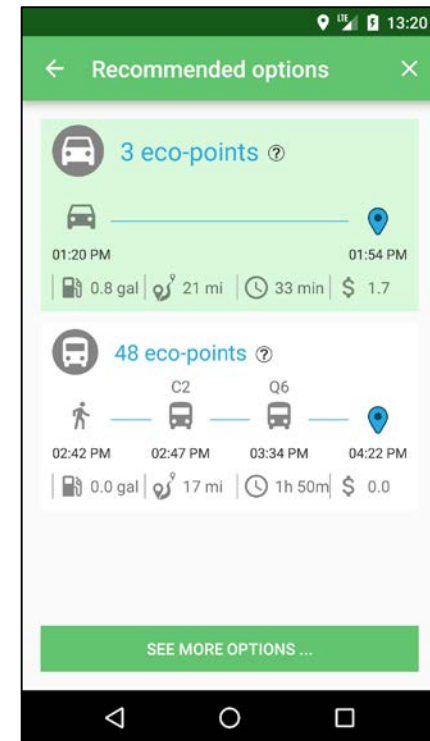 LTE 13:20
Recommended options
3 eco-points ?
01:20 PM 01:54 PM
0.8 gal 21 mi 33 min $ 1.7
48 eco-points ?
C2 Q6
02:42 PM 02:47 PM 03:34 PM 04:22 PM
0.0 gal 17 mi 1h 50m $ 0.0
SEE MORE OPTIONS ...